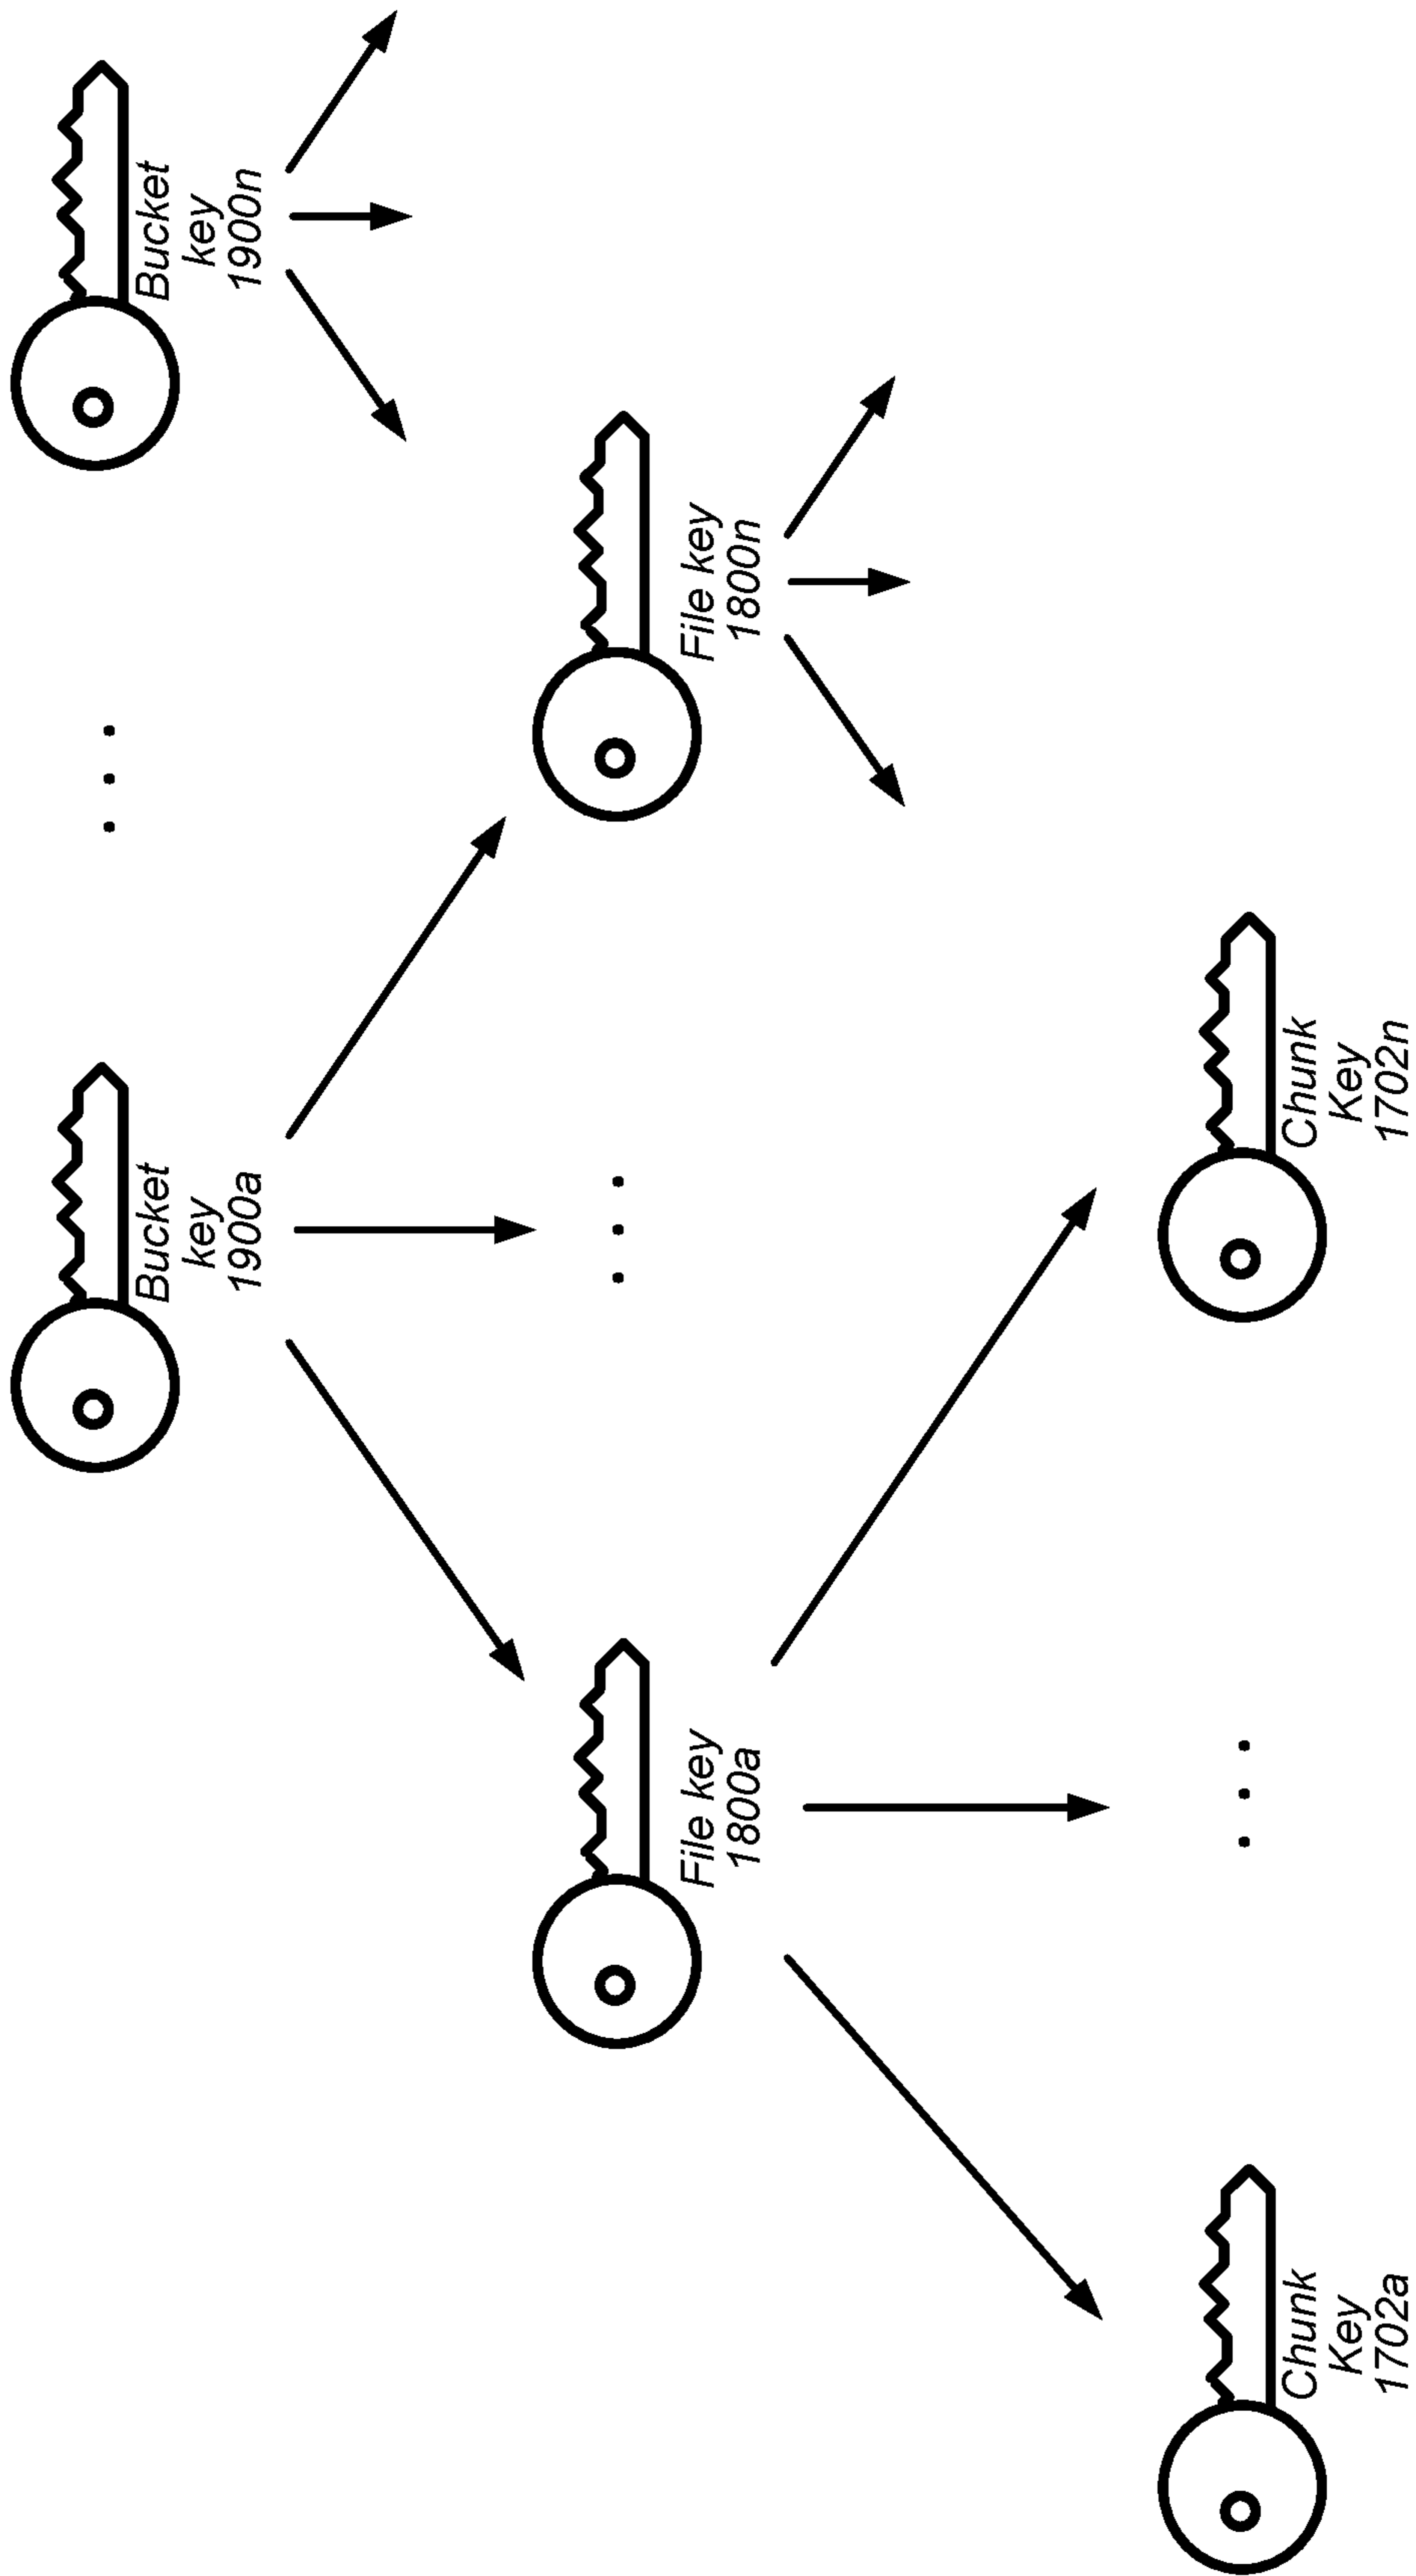 Bucket
key
1900a
. . .
Bucket
key
1900n
File key
1800a
. . .
File key
1800n
Chunk
Key
1702a
. . .
Chunk
Key
1702n